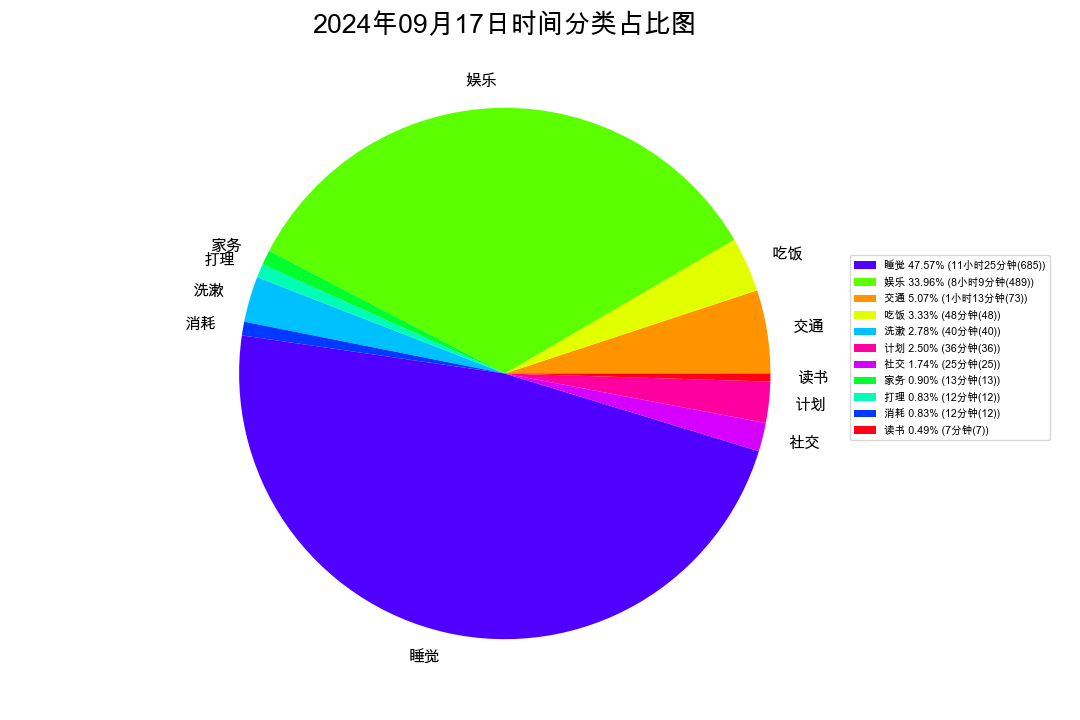 2024年09月17日时间分类占比图
娱乐
家务
打理
洗漱
消耗
吃饭
交通
读书
计划
社交
睡觉
睡觉 47.57% (11小时25分钟(685))
娱乐 33.96% (8小时9分钟(489))
交通 5.07% (1小时13分钟(73))
吃饭 3.33% (48分钟(48))
洗漱 2.78% (40分钟(40))
计划 2.50% (36分钟(36))
社交 1.74% (25分钟(25))
家务 0.90% (13分钟(13))
打理 0.83% (12分钟(12))
消耗 0.83% (12分钟(12))
读书 0.49% (7分钟(7))